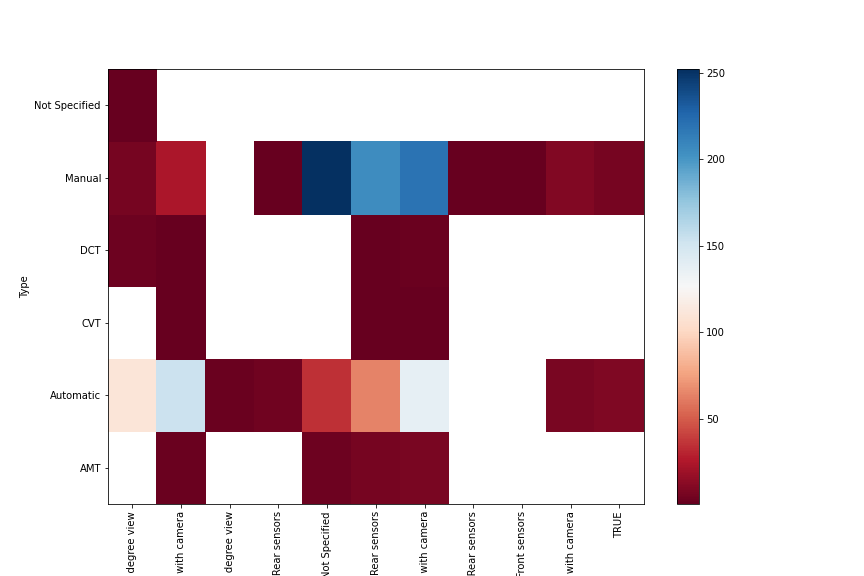 Not Specified
Manual
DCT
CVT
Automatic
AMT
Type
degree view
with camera
degree view
Rear sensors
Not Specified
Rear sensors
with camera
Rear sensors
Front sensors
with camera
TRUE
250
200
150
100
50